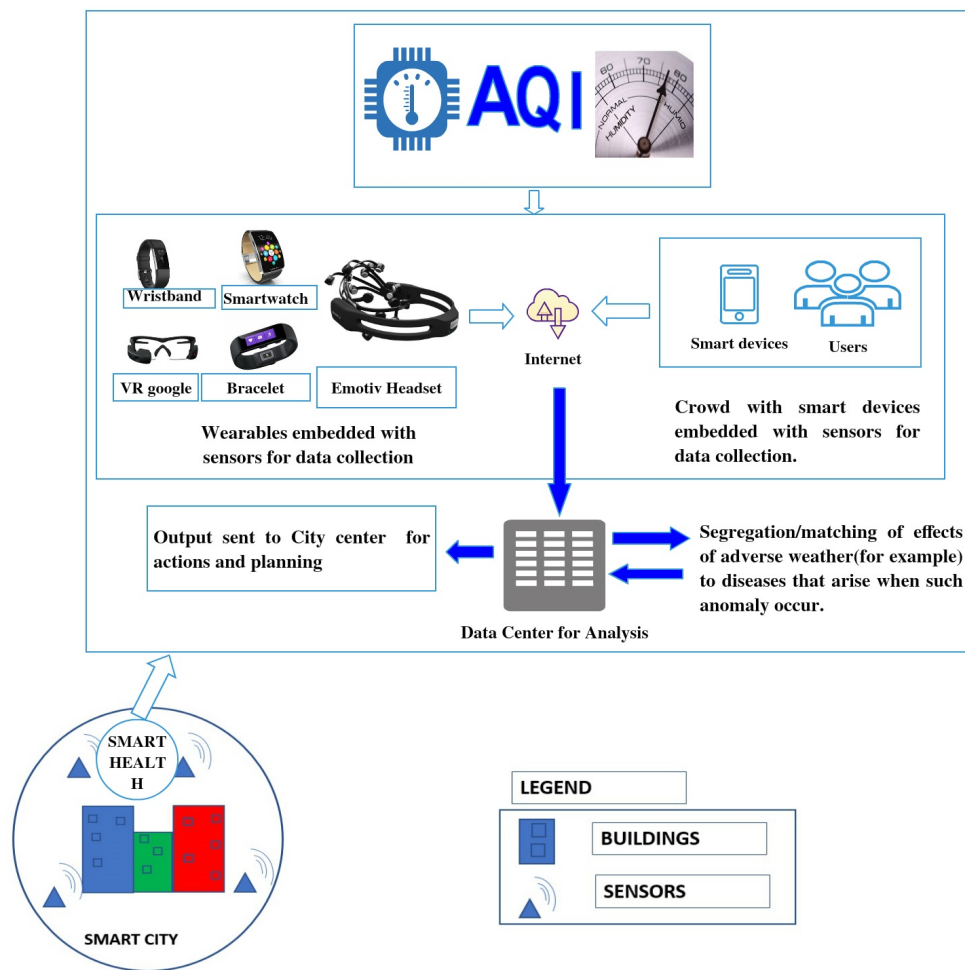 AQI
60
70
80
NORMAL
HUMID
HUMIDITY
Wristband
Smartwatch
VR google
Bracelet
Emotiv Headset
Internet
Smart devices
Users
Wearables embedded with
sensors for data collection
Crowd with smart devices
embedded with sensors for
data collection.
Output sent to City center for
actions and planning
Data Center for Analysis
Segregation/matching of effects
of adverse weather(for example)
to diseases that arise when such
anomaly occur.
SMART
HEALT
H
SMART CITY
LEGEND
BUILDINGS
SENSORS